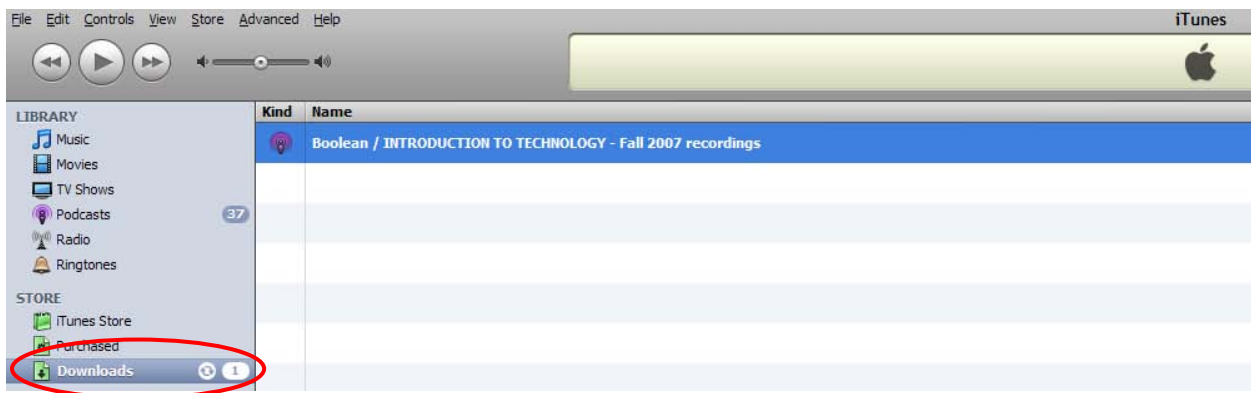 File Edit Controls View Store Advanced Help iTunes
LIBRARY
Music
Movies
TV Shows
Podcasts 37
Radio
Ringtones
STORE
iTunes Store
Purchased
Downloads 1
Kind Name
Boolean / INTRODUCTION TO TECHNOLOGY - Fall 2007 recordings